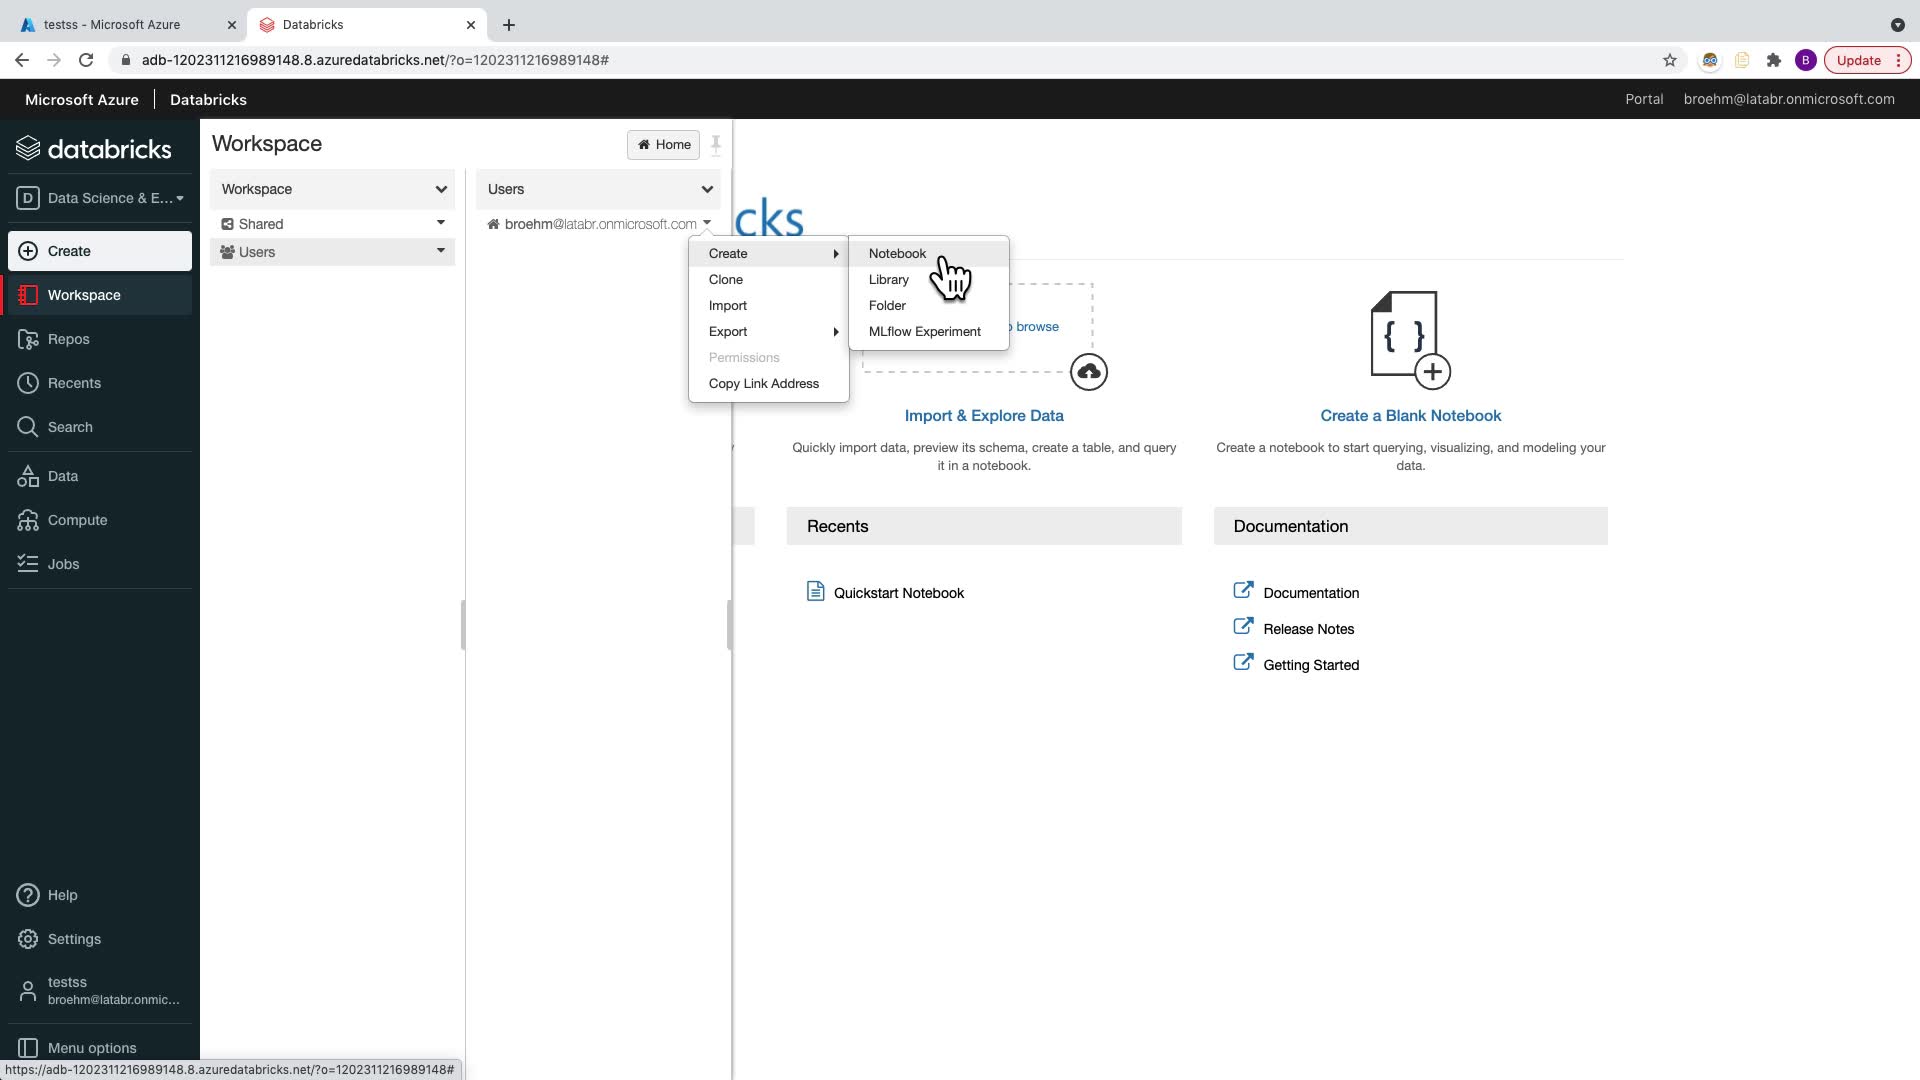 testss - Microsoft Azure
Databricks
adb-1202311216989148.8.azuredatabricks.net/?o=1202311216989148#
B
Update
Microsoft Azure
Databricks
Portal
broehm@latabr.onmicrosoft.com
databricks
D
Data Science & E...
Create
Workspace
Repos
Recents
Search
Data
Compute
Jobs
Help
Settings
testss
broehm@latabr.onmic...
Menu options
https://adb-1202311216989148.8.azuredatabricks.net/?o=1202311216989148#
Workspace
Home
Workspace
Shared
Users
Users
broehm@latabr.onmicrosoft.com
Create
Clone
Import
Export
Permissions
Copy Link Address
Notebook
Library
Folder
MLflow Experiment
cks
browse
Import & Explore Data
Quickly import data, preview its schema, create a table, and query
it in a notebook.
{ }
Create a Blank Notebook
Create a notebook to start querying, visualizing, and modeling your
data.
Recents
Quickstart Notebook
Documentation
Documentation
Release Notes
Getting Started